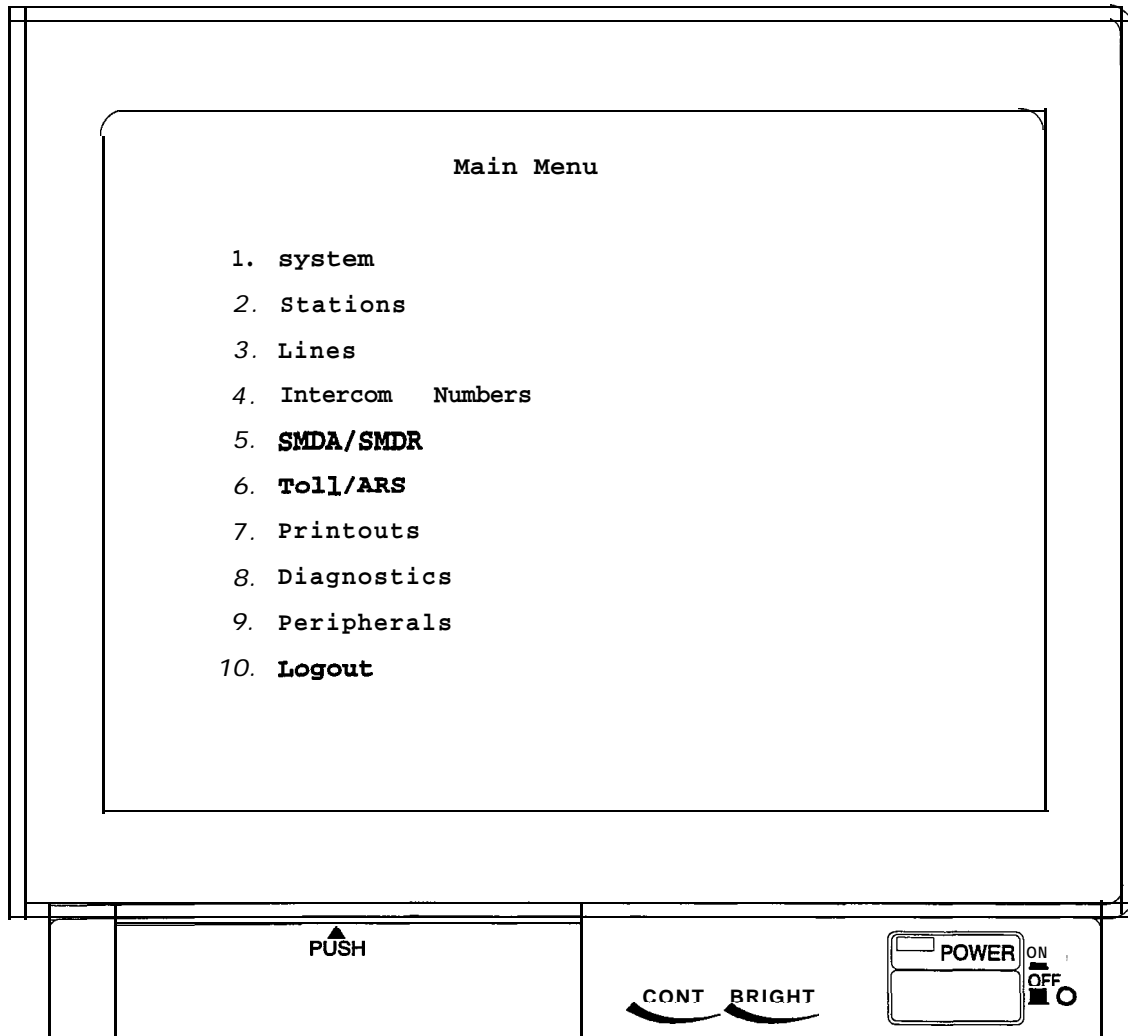 Main Menu
1. system
2. Stations
3. Lines
4. Intercom Numbers
5. SMDA/SMDR
6. Toll/ARS
7. Printouts
8. Diagnostics
9. Peripherals
10. Logout
PUSH
POWER ON
OFF
CONT BRIGHT